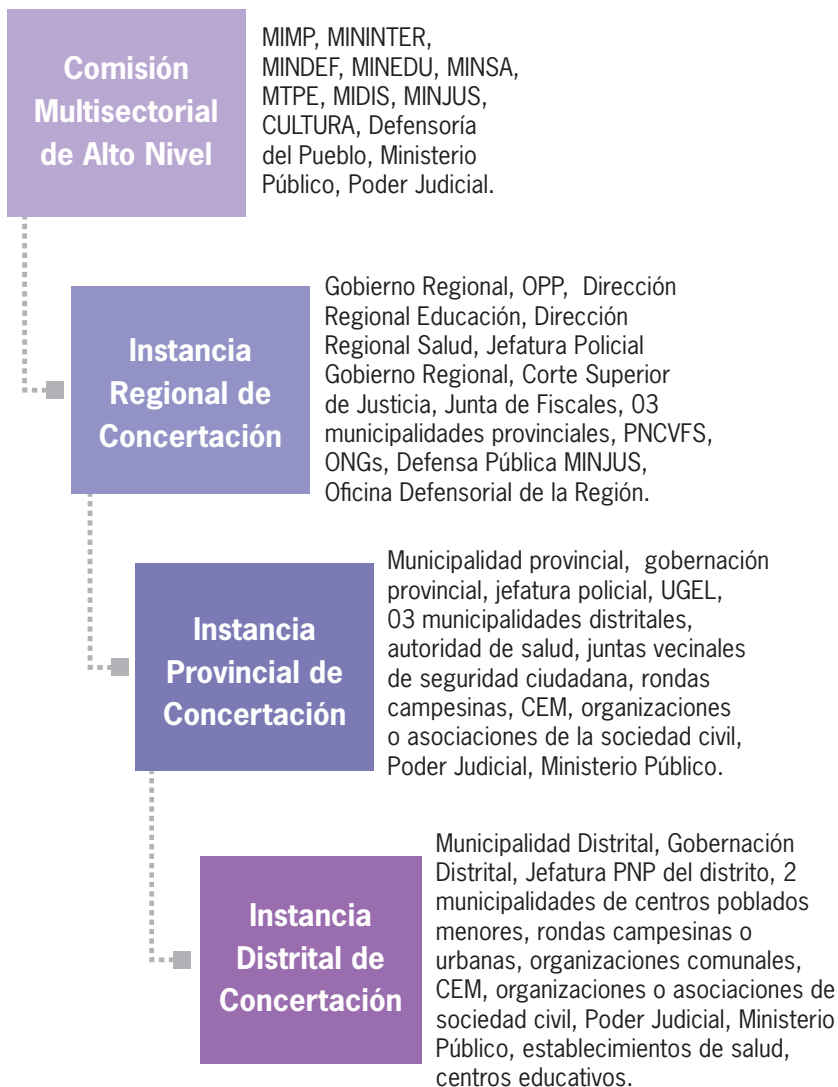 Comisión
Multisectorial
de Alto Nivel
MIMP, MININTER,
MINDEF, MINEDU, MINSA,
MTPE, MIDIS, MINJUS,
CULTURA, Defensoría
del Pueblo, Ministerio
Público, Poder Judicial.
Instancia
Regional de
Concertación
Gobierno Regional, OPP, Dirección
Regional Educación, Dirección
Regional Salud, Jefatura Policial
Gobierno Regional, Corte Superior
de Justicia, Junta de Fiscales, 03
municipalidades provinciales, PNCVFS,
ONGs, Defensa Pública MINJUS,
Oficina Defensorial de la Región.
Instancia
Provincial de
Concertación
Municipalidad provincial, gobernación
provincial, jefatura policial, UGEL,
03 municipalidades distritales,
autoridad de salud, juntas vecinales
de seguridad ciudadana, rondas
campesinas, CEM, organizaciones
o asociaciones de la sociedad civil,
Poder Judicial, Ministerio Público.
Instancia
Distrital de
Concertación
Municipalidad Distrital, Gobernación
Distrital, Jefatura PNP del distrito, 2
municipalidades de centros poblados
menores, rondas campesinas o
urbanas, organizaciones comunales,
CEM, organizaciones o asociaciones de
sociedad civil, Poder Judicial, Ministerio
Público, establecimientos de salud,
centros educativos.